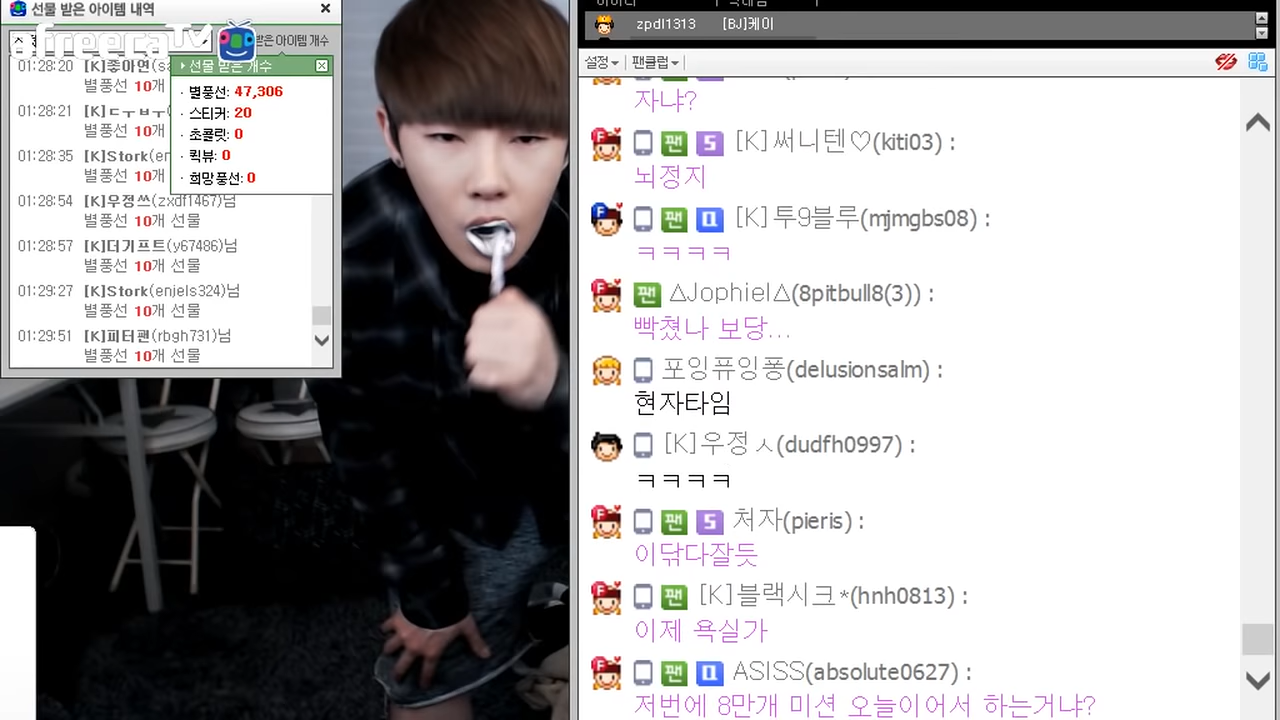 선물 받은 아이템 내역
afreecaTV
받은아이템 개수
선물 받은 개수
별풍선: 47,306
스티커: 20
초콜릿: 0
퀵뷰: 0
희망풍선: 0
01:28:20 [K]좋아연(s
별풍선 10개
01:28:21 [K]ㄷㅜㅂㅜ(
별풍선 10개
01:28:35 [K]Stork(en
별풍선 10개
01:28:54 [K]우정쓰(zxdf1467)님
별풍선 10개 선물
01:28:57 [K]더기프트(y67486)님
별풍선 10개 선물
01:29:27 [K]Stork(enjels324)님
별풍선 10개 선물
01:29:51 [K]피터팬(rbgh731)님
별풍선 10개 선물
zpdl1313 [BJ]케이
설정 팬클럽
자냐?
팬 S [K]써니텐♡(kiti03) :
뇌정지
팬 [K]투9블루(mjmgbs08) :
ㅋㅋㅋㅋ
팬 △Jophiel△(8pitbull8(3)) :
빡쳤나 보당...
포잉퓨잉퐁(delusionsalm) :
현자타임
[K]우정ㅅ(dudfh0997) :
ㅋㅋㅋㅋ
팬 S 처자(pieris) :
이닦다잘듯
팬 [K]블랙시크*(hnh0813) :
이제 욕실가
팬 ASISS(absolute0627) :
저번에 8만개 미션 오늘이어서 하는거냐?